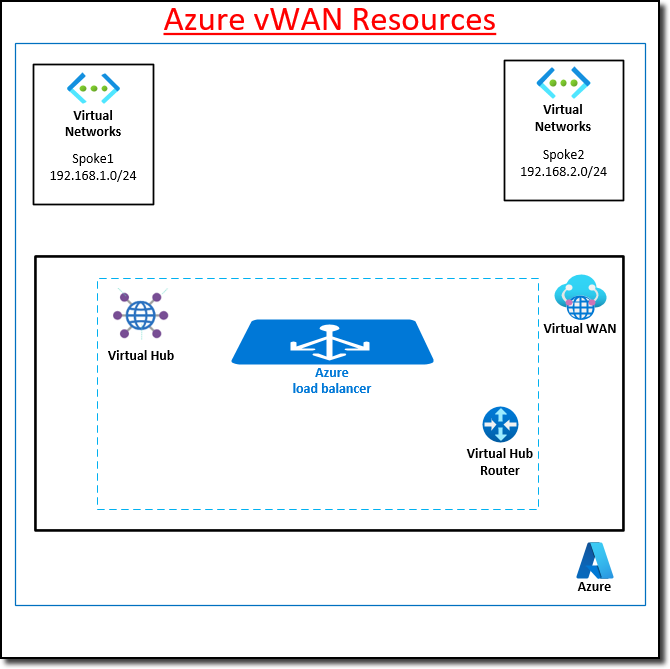 Azure vWAN Resources
Virtual
Networks
Spoke1
192.168.1.0/24
Virtual
Networks
Spoke2
192.168.2.0/24
Virtual Hub
Azure
load balancer
Virtual WAN
Virtual Hub
Router
Azure